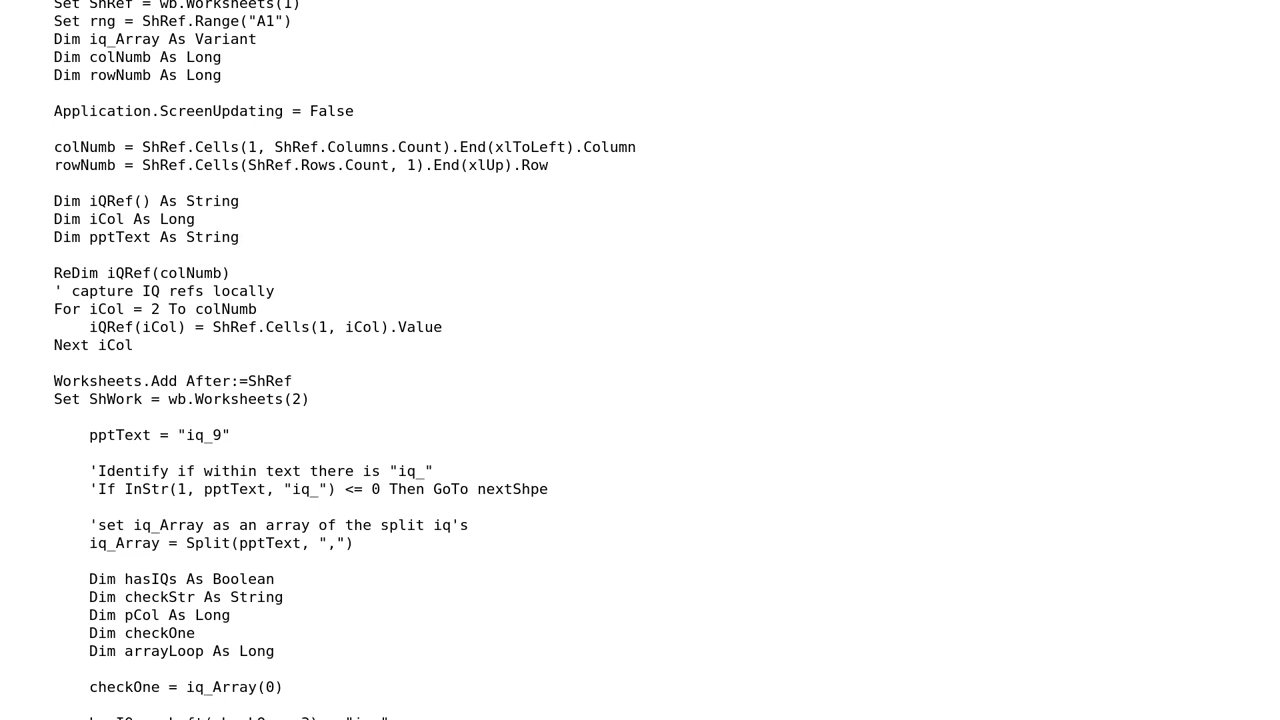 Set ShRef = wb.Worksheets(1)
Set rng = ShRef.Range("A1")
Dim iq_Array As Variant
Dim colNumb As Long
Dim rowNumb As Long
Application.ScreenUpdating = False
colNumb = ShRef.Cells(1, ShRef.Columns.Count).End(xlToLeft).Column
rowNumb = ShRef.Cells(ShRef.Rows.Count, 1).End(xlUp).Row
Dim iQRef() As String
Dim iCol As Long
Dim pptText As String
ReDim iQRef(colNumb)
' capture IQ refs locally
For iCol = 2 To colNumb
iQRef(iCol) = ShRef.Cells(1, iCol).Value
Next iCol
Worksheets.Add After:=ShRef
Set ShWork = wb.Worksheets(2)
pptText = "iq_9"
'Identify if within text there is "iq_"
'If InStr(1, pptText, "iq_") <= 0 Then GoTo nextShpe
'set iq_Array as an array of the split iq's
iq_Array = Split(pptText, ",")
Dim hasIQs As Boolean
Dim checkStr As String
Dim pCol As Long
Dim checkOne
Dim arrayLoop As Long
checkOne = iq_Array(0)